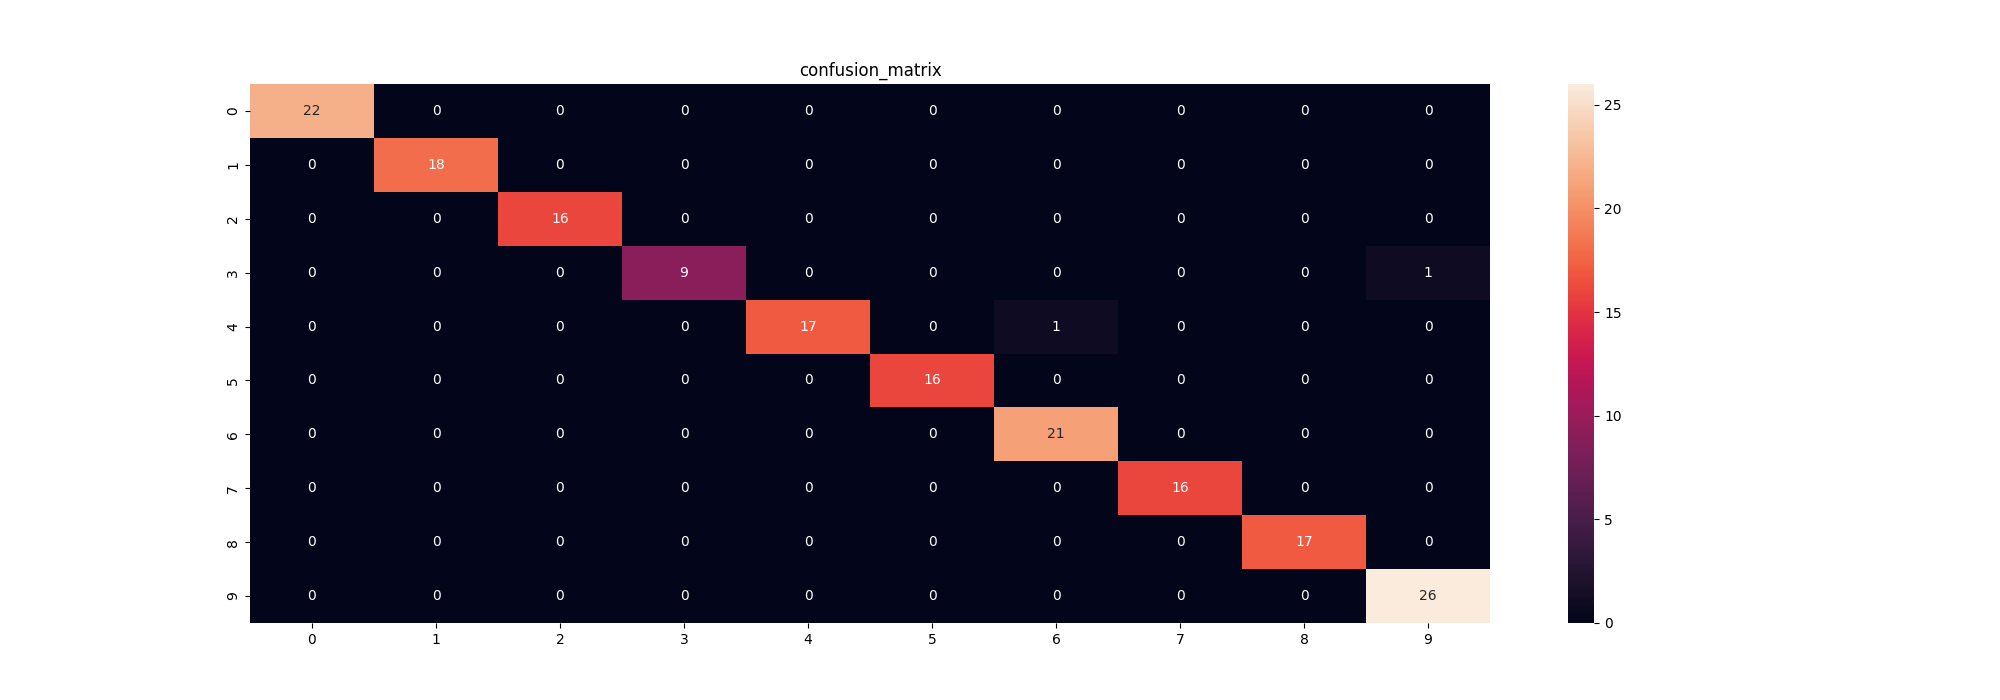 confusion_matrix
0 22 0 0 0 0 0 0 0 0 0
1 0 18 0 0 0 0 0 0 0 0
2 0 0 16 0 0 0 0 0 0 0
3 0 0 0 9 0 0 0 0 0 1
4 0 0 0 0 17 0 1 0 0 0
5 0 0 0 0 0 16 0 0 0 0
6 0 0 0 0 0 0 21 0 0 0
7 0 0 0 0 0 0 0 16 0 0
8 0 0 0 0 0 0 0 0 17 0
9 0 0 0 0 0 0 0 0 0 26
0 1 2 3 4 5 6 7 8 9
25
20
15
10
5
0